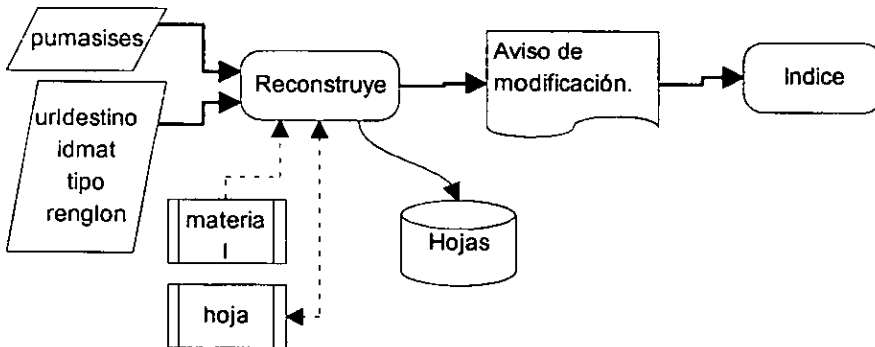 pumasises
urldestino
idmat
tipo
renglon
Reconstruye
Aviso de
modificación.
Indice
materia
l
hoja
Hojas